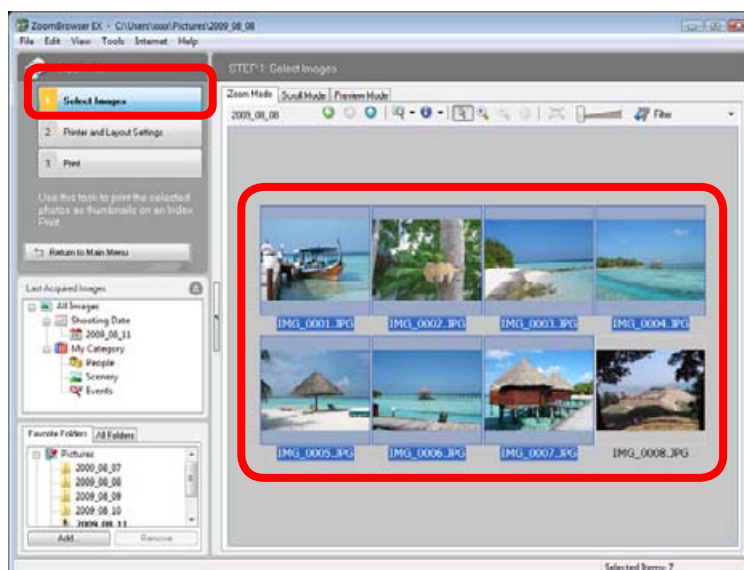 ZoomBrowser EX - C:\Users\xxxx\Pictures\2009_08_08
File Edit View Tools Internet Help
STEP 1: Select Images
1 Select Images
2 Printer and Layout Settings
3 Print
Use this task to print the selected
photos as thumbnails on an Index
Print
Return to Main Menu
Zoom Mode Scroll Mode Preview Mode
2009_08_08
Filter
IMG_0001.JPG IMG_0002.JPG IMG_0003.JPG IMG_0004.JPG
IMG_0005.JPG IMG_0006.JPG IMG_0007.JPG IMG_0008.JPG
Last Acquired Images
All Images
Shooting Date
2009_08_11
My Category
People
Scenery
Events
Favorite Folders All Folders
Pictures
2009_08_07
2009_08_08
2009_08_09
2009_08_10
2009_08_11
Add... Remove
Selected Items: 7